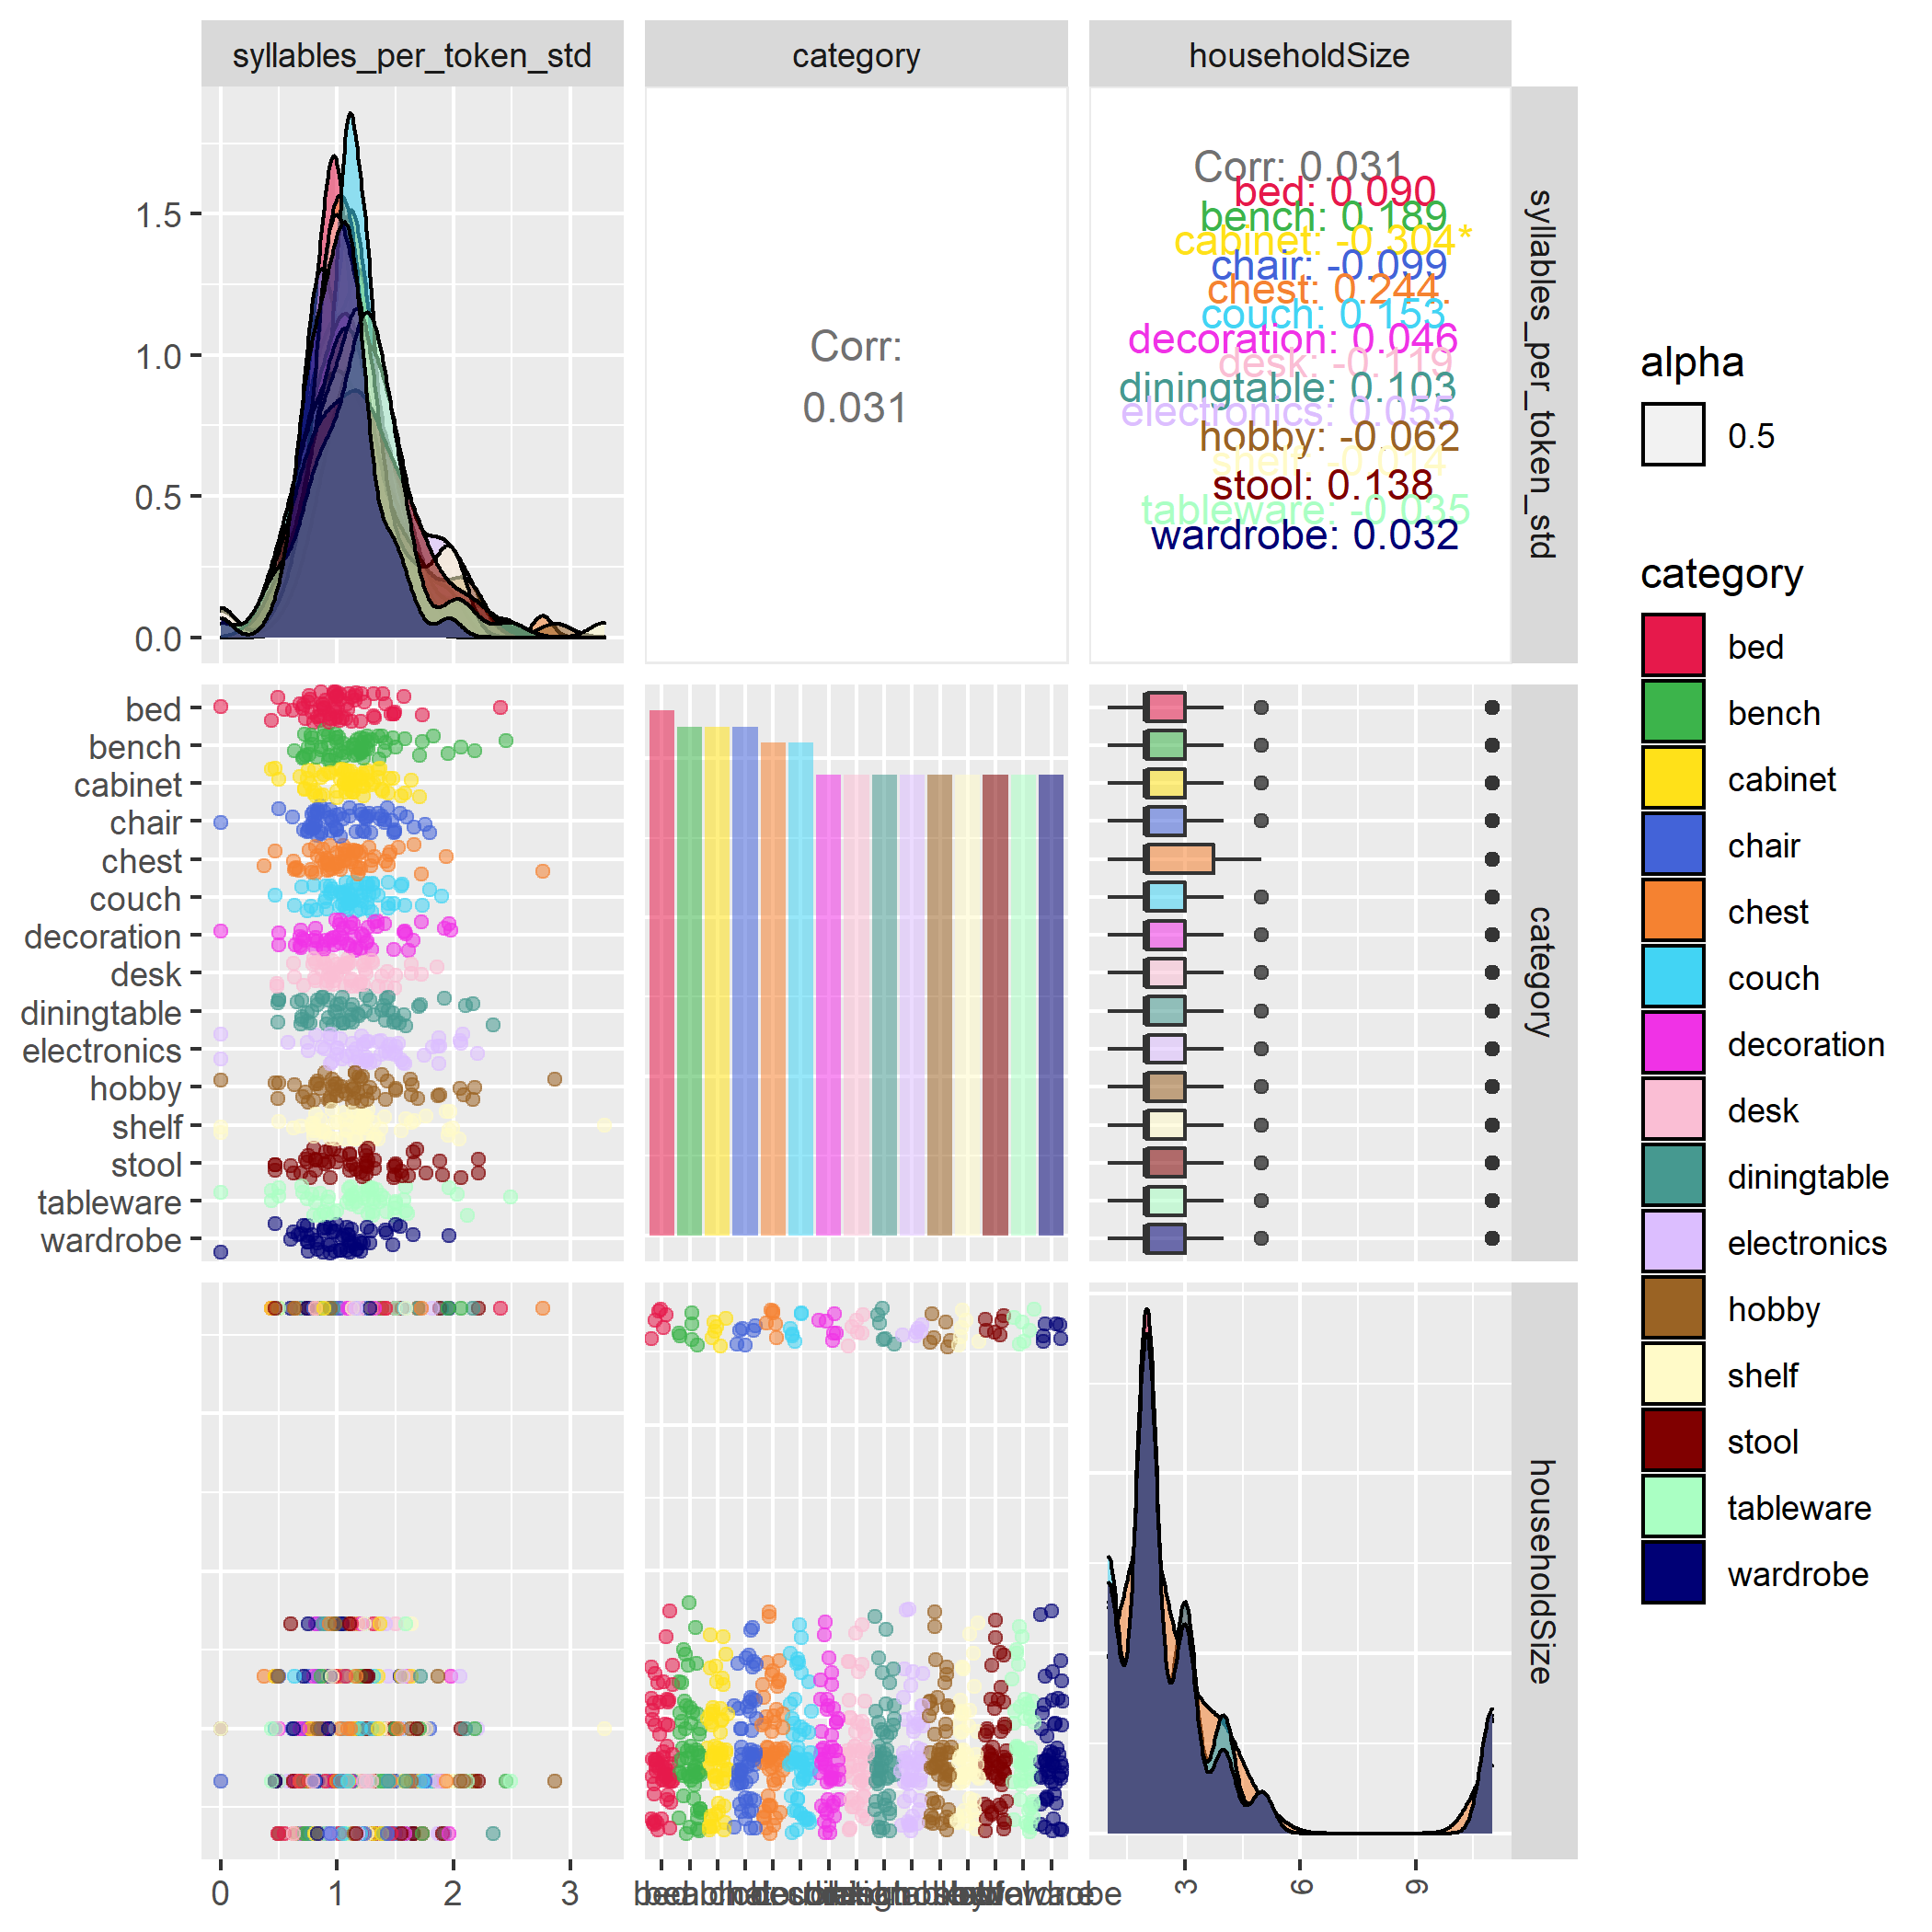 syllables_per_token_std
category
householdSize
1.5
1.0
0.5
0.0
Corr:
0.031
Corr: 0.031
bed: 0.090
bench: 0.189
cabinet: -0.304*
chair: -0.099
chest: 0.244.
couch: 0.153
decoration: 0.046
desk: -0.119
diningtable: 0.103
electronics: 0.055
hobby: -0.062
shelf: -0.014
stool: 0.138
tableware: -0.035
wardrobe: 0.032
syllables_per_token_std
bed
bench
cabinet
chair
chest
couch
decoration
desk
diningtable
electronics
hobby
shelf
stool
tableware
wardrobe
category
householdSize
0 1 2 3
3 6 9
alpha
0.5
category
bed
bench
cabinet
chair
chest
couch
decoration
desk
diningtable
electronics
hobby
shelf
stool
tableware
wardrobe